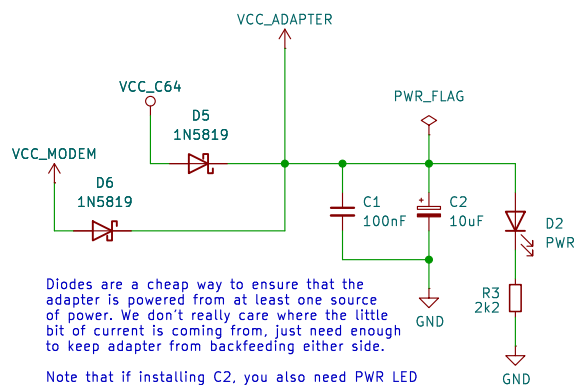 VCC_ADAPTER
VCC_C64
PWR_FLAG
D5
1N5819
VCC_MODEM
D6
1N5819
C1
100nF
+
C2
10uF
D2
PWR
R3
2k2
GND
GND
Diodes are a cheap way to ensure that the
adapter is powered from at least one source
of power. We don't really care where the little
bit of current is coming from, just need enough
to keep adapter from backfeeding either side.
Note that if installing C2, you also need PWR LED